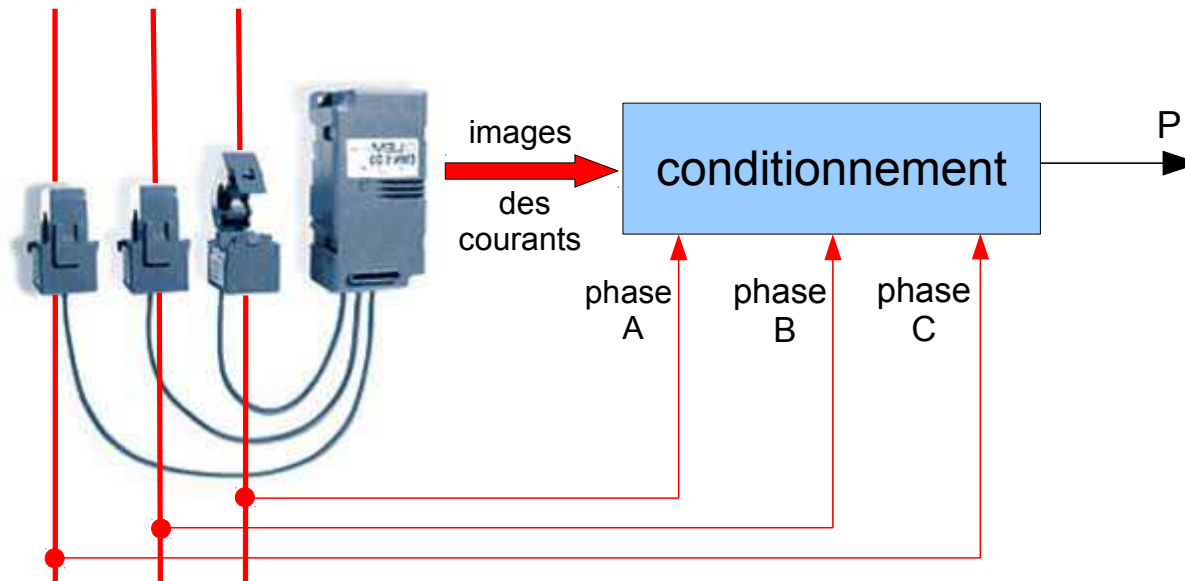 images
des
courants
conditionnement
P
phase
A
phase
B
phase
C